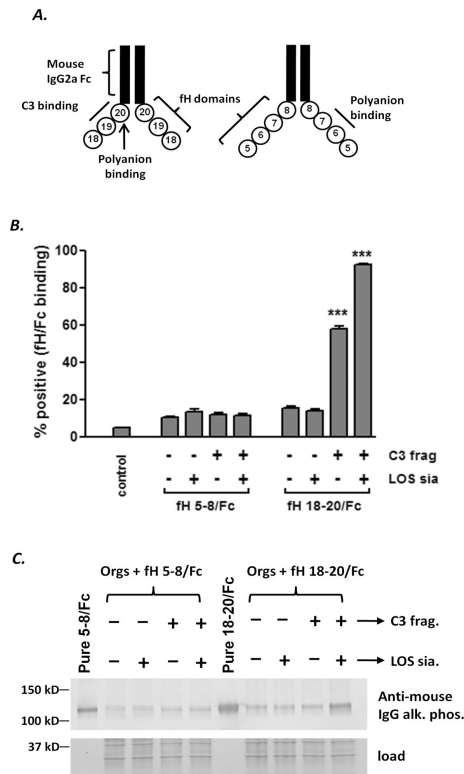 A.
Mouse
IgG2a Fc
C3 binding
20 20
19 19
18 18
fH domains
Polyanion
binding
8 8
7 7
6 6
5 5
Polyanion
binding
B.
% positive (fH/Fc binding)
100
80
60
40
20
0
*** ***
control
- - + + - - + + C3 frag
- + - + - + - + LOS sia
fH 5-8/Fc fH 18-20/Fc
C.
Orgs + fH 5-8/Fc Orgs + fH 18-20/Fc
Pure 5-8/Fc
Pure 18-20/Fc
– – + + – – + + C3 frag.
– + – + – + – + LOS sia.
150 kD
100 kD
Anti-mouse
IgG alk. phos.
37 kD
load